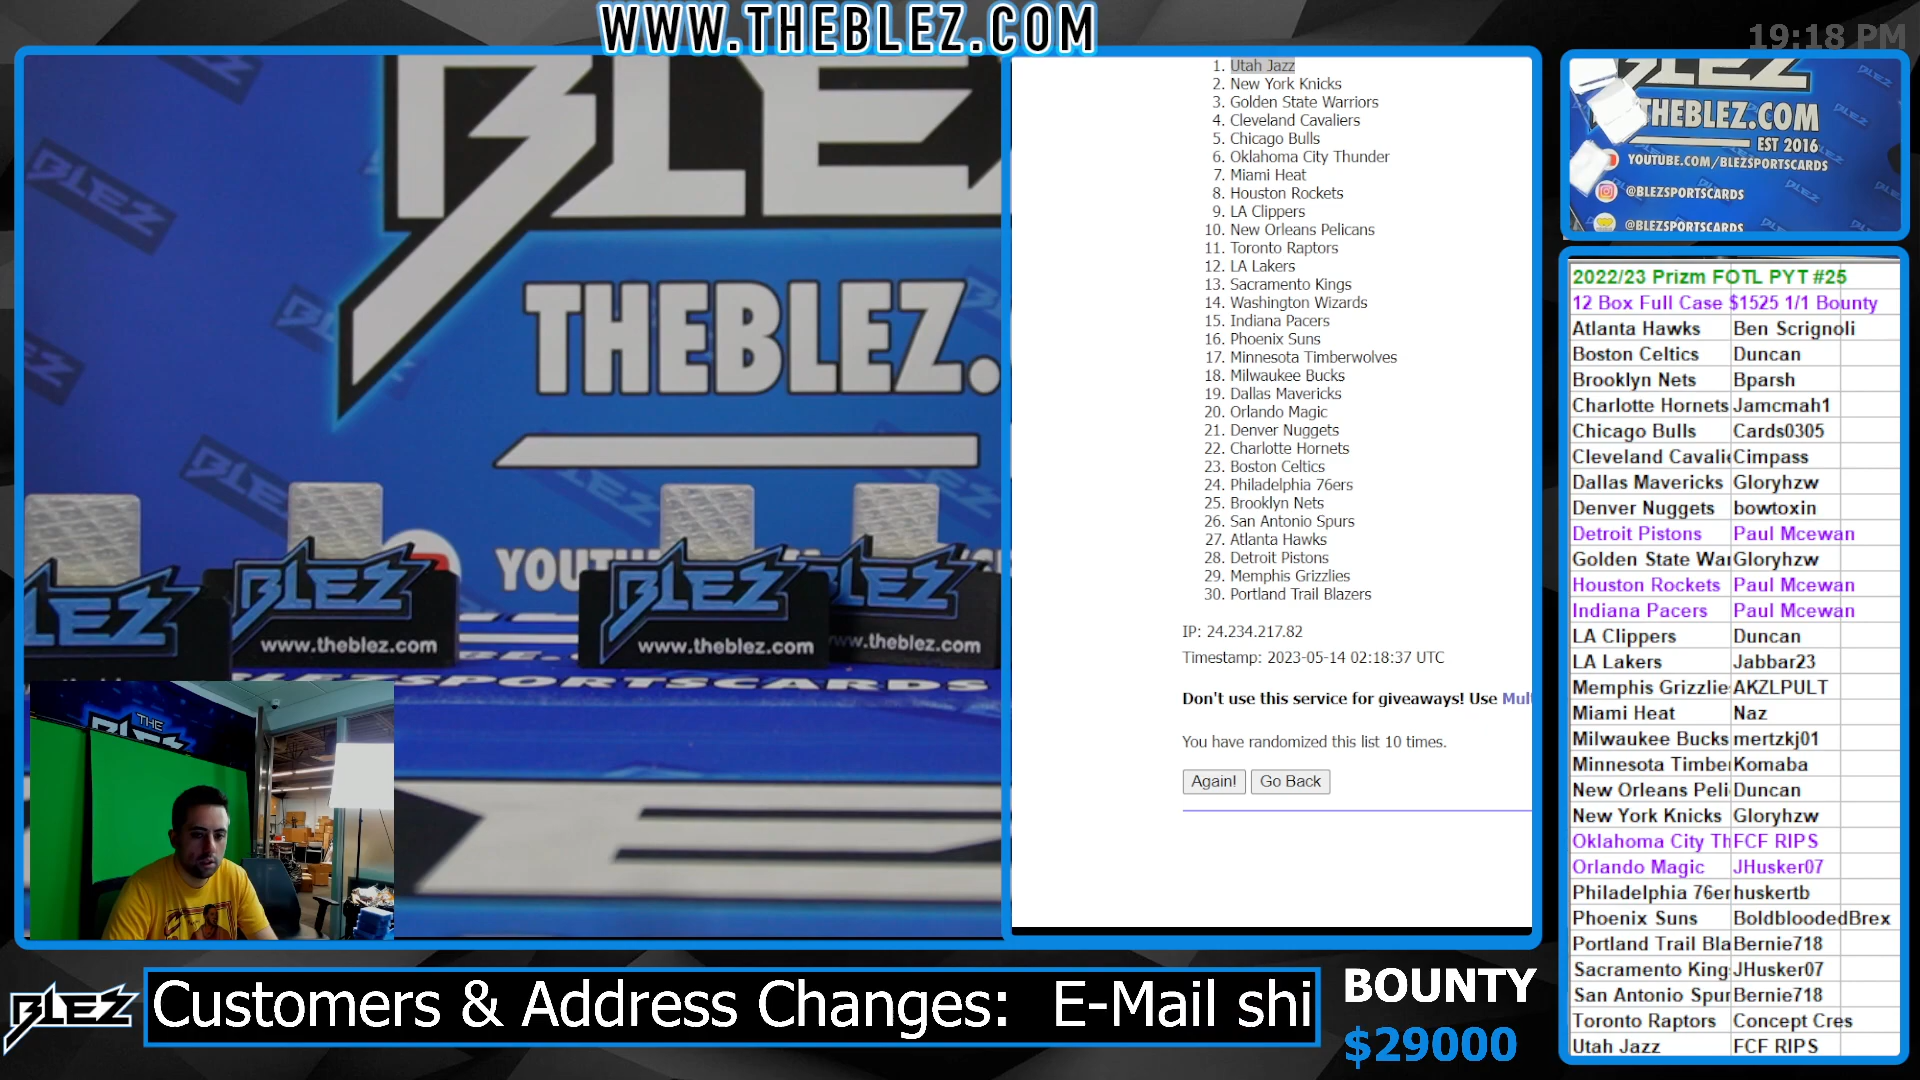 WWW.THEBLEZ.COM
19:18 PM
BLEZ
THEBLEZ.
BLEZ
www.theblez.com
BLEZ
www.theblez.com
www.theblez.com
BLEZSPORTSCARDS
THE
BLEZ
1. Utah Jazz
2. New York Knicks
3. Golden State Warriors
4. Cleveland Cavaliers
5. Chicago Bulls
6. Oklahoma City Thunder
7. Miami Heat
8. Houston Rockets
9. LA Clippers
10. New Orleans Pelicans
11. Toronto Raptors
12. LA Lakers
13. Sacramento Kings
14. Washington Wizards
15. Indiana Pacers
16. Phoenix Suns
17. Minnesota Timberwolves
18. Milwaukee Bucks
19. Dallas Mavericks
20. Orlando Magic
21. Denver Nuggets
22. Charlotte Hornets
23. Boston Celtics
24. Philadelphia 76ers
25. Brooklyn Nets
26. San Antonio Spurs
27. Atlanta Hawks
28. Detroit Pistons
29. Memphis Grizzlies
30. Portland Trail Blazers
IP: 24.234.217.82
Timestamp: 2023-05-14 02:18:37 UTC
Don't use this service for giveaways! Use Mul
You have randomized this list 10 times.
Again! Go Back
THEBLEZ.COM
EST 2016
YOUTUBE.COM/BLEZSPORTSCARDS
@BLEZSPORTSCARDS
@BLEZSPORTSCARDS
2022/23 Prizm FOTL PYT #25
12 Box Full Case $1525 1/1 Bounty
Atlanta Hawks Ben Scrignoli
Boston Celtics Duncan
Brooklyn Nets Bparsh
Charlotte Hornets Jamcmah1
Chicago Bulls Cards0305
Cleveland Cavali Cimpass
Dallas Mavericks Gloryhzw
Denver Nuggets bowtoxin
Detroit Pistons Paul Mcewan
Golden State War Gloryhzw
Houston Rockets Paul Mcewan
Indiana Pacers Paul Mcewan
LA Clippers Duncan
LA Lakers Jabbar23
Memphis Grizzlie AKZLPULT
Miami Heat Naz
Milwaukee Bucks mertzkj01
Minnesota Timbe Komaba
New Orleans Peli Duncan
New York Knicks Gloryhzw
Oklahoma City Th FCF RIPS
Orlando Magic JHusker07
Philadelphia 76er huskertb
Phoenix Suns BoldbloodedBrex
Portland Trail Bla Bernie718
Sacramento King JHusker07
San Antonio Spur Bernie718
Toronto Raptors Concept Cres
Utah Jazz FCF RIPS
BLEZ
Customers & Address Changes: E-Mail shi
BOUNTY
$29000